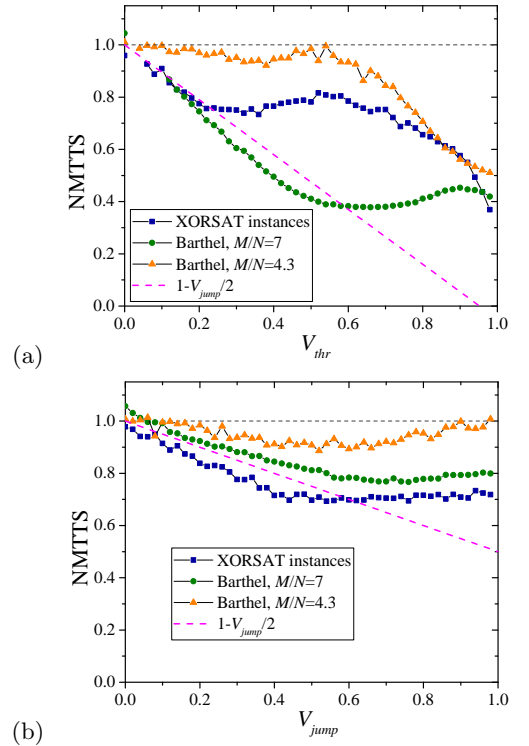 1.0
0.8
0.6
0.4
0.2
0.0
NMTTS
XORSAT instances
Barthel, M/N=7
Barthel, M/N=4.3
1-V_jump/2
0.0 0.2 0.4 0.6 0.8 1.0
(a)
V_thr
1.0
0.8
0.6
0.4
0.2
0.0
NMTTS
XORSAT instances
Barthel, M/N=7
Barthel, M/N=4.3
1-V_jump/2
0.0 0.2 0.4 0.6 0.8 1.0
(b)
V_jump